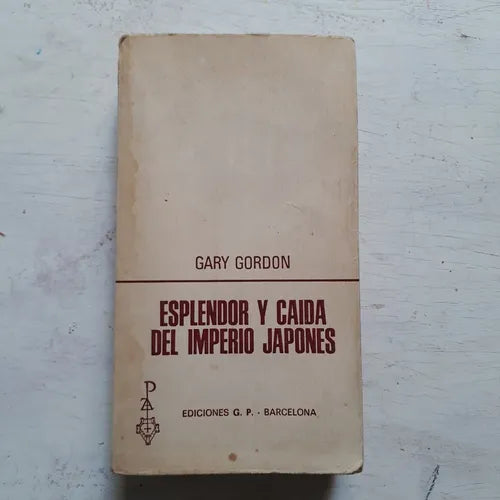 GARY GORDON
ESPLENDOR Y CAIDA
DEL IMPERIO JAPONES
EDICIONES G. P. - BARCELONA